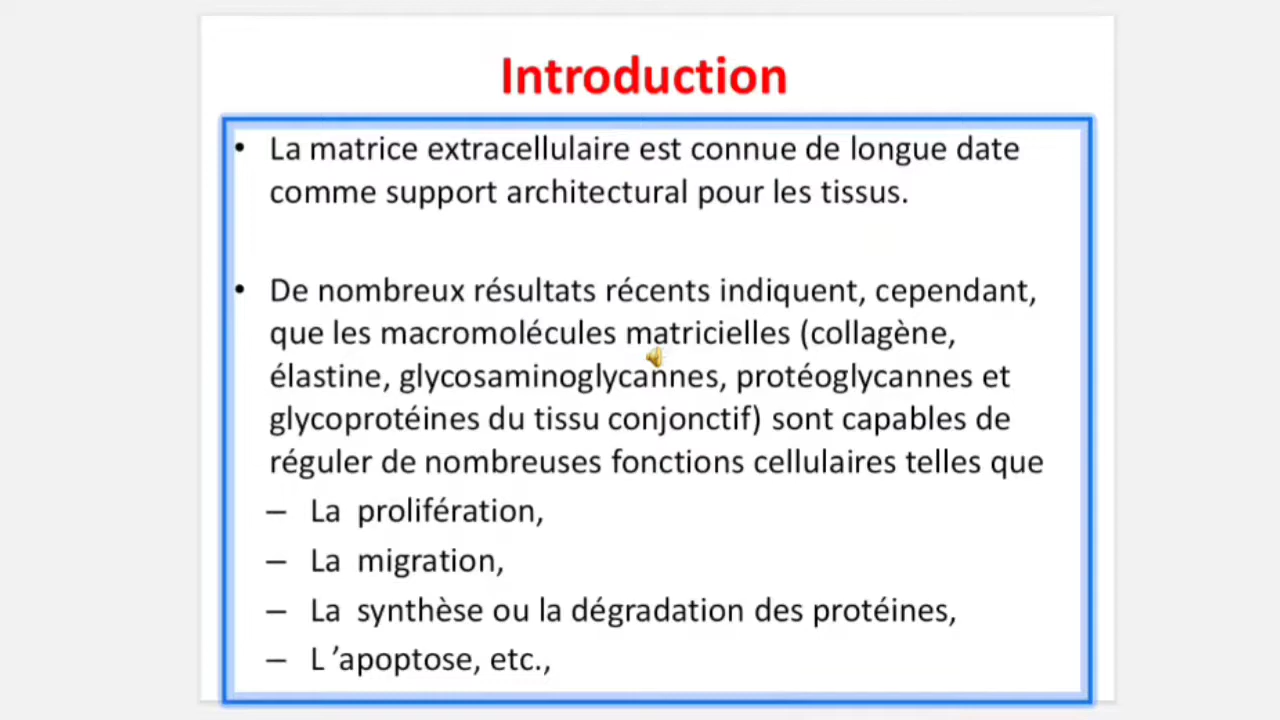 Introduction
• La matrice extracellulaire est connue de longue date
comme support architectural pour les tissus.
• De nombreux résultats récents indiquent, cependant,
que les macromolécules matricielles (collagène,
élastine, glycosaminoglycannes, protéoglycannes et
glycoprotéines du tissu conjonctif) sont capables de
réguler de nombreuses fonctions cellulaires telles que
– La prolifération,
– La migration,
– La synthèse ou la dégradation des protéines,
– L ’apoptose, etc.,